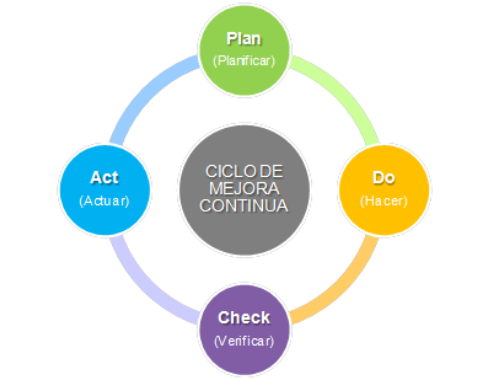 Plan
(Planificar)
Act
(Actuar)
CICLO DE
MEJORA
CONTINUA
Do
(Hacer)
Check
(Verificar)